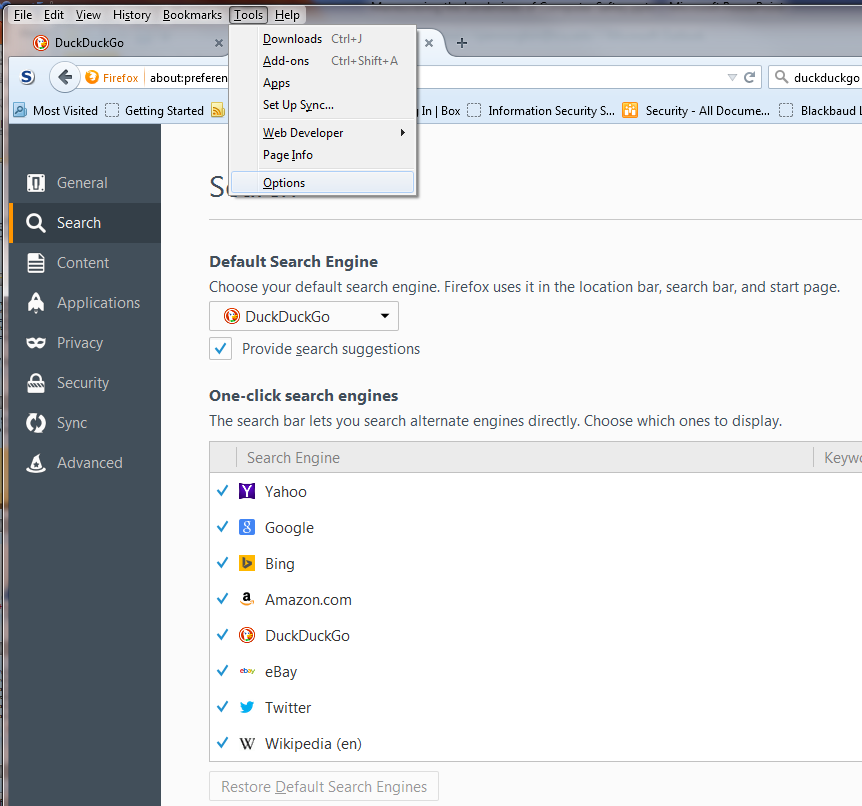 File Edit View History Bookmarks Tools Help
DuckDuckGo
Firefox about:preferen
duckduckgo
Most Visited Getting Started
In | Box Information Security S... Security - All Docume... Blackbaud
Downloads Ctrl+J
Add-ons Ctrl+Shift+A
Apps
Set Up Sync...
Web Developer
Page Info
Options
General
Search
Content
Applications
Privacy
Security
Sync
Advanced
Default Search Engine
Choose your default search engine. Firefox uses it in the location bar, search bar, and start page.
DuckDuckGo
Provide search suggestions
One-click search engines
The search bar lets you search alternate engines directly. Choose which ones to display.
Search Engine Keywo
Yahoo
Google
Bing
Amazon.com
DuckDuckGo
eBay
Twitter
Wikipedia (en)
Restore Default Search Engines